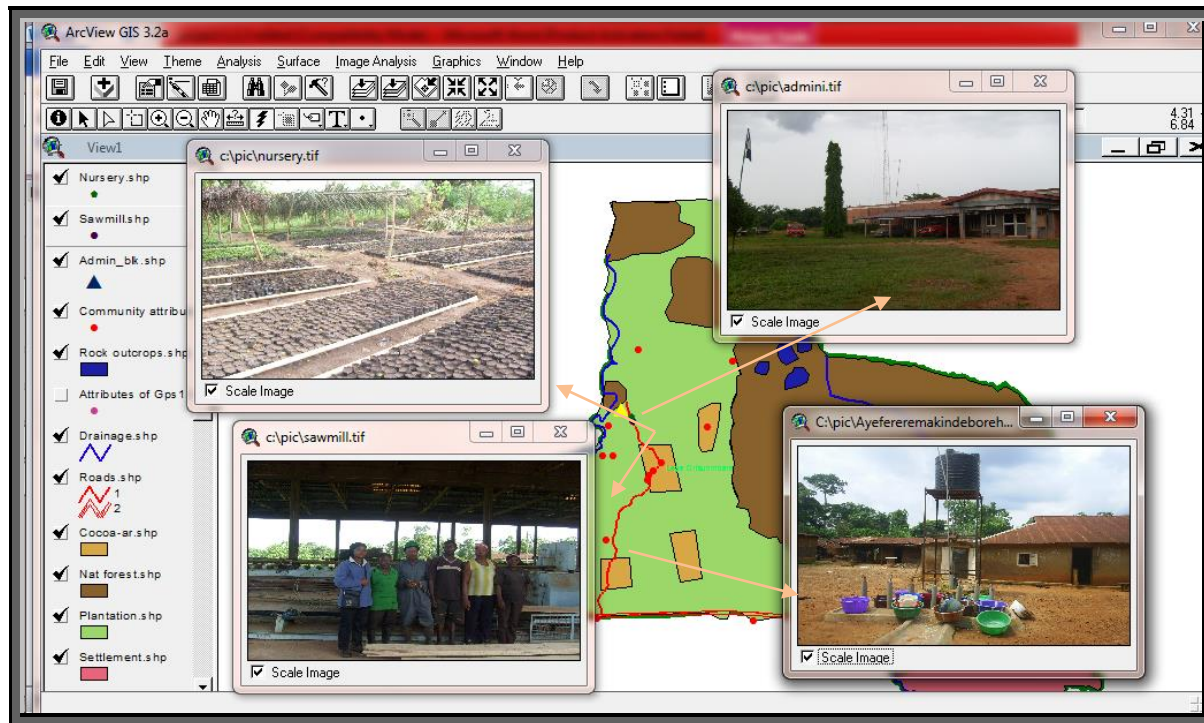 ArcView GIS 3.2a
File Edit View Theme Analysis Surface Image Analysis Graphics Window Help
4.31
6.84
View1
Nursery.shp
Sawmill.shp
Admin_blk.shp
Community attribu
Rock outcrops.shp
Attributes of Gps1
Drainage.shp
Roads.shp
1
2
Cocoa-ar.shp
Nat forest.shp
Plantation.shp
Settlement.shp
c:\pic\nursery.tif
Scale Image
c:\pic\admini.tif
Scale Image
c:\pic\sawmill.tif
Scale Image
C:\pic\Ayefereremakindeboreh...
Scale Image